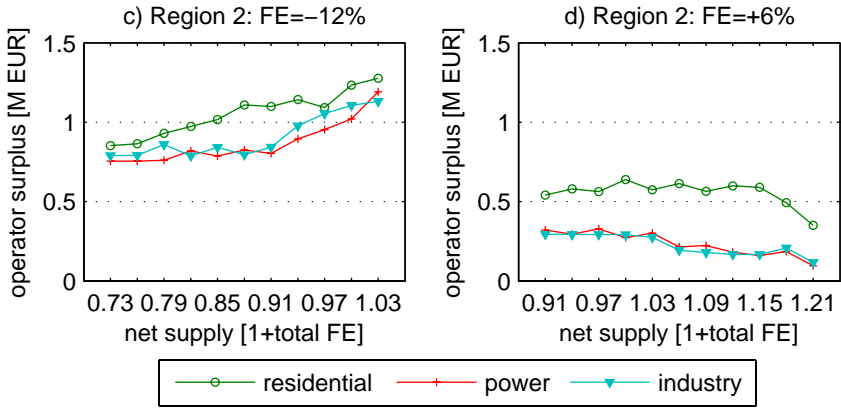 c) Region 2: FE=−12%
1.5
1
0.5
0
operator surplus [M EUR]
0.73 0.79 0.85 0.91 0.97 1.03
net supply [1+total FE]
d) Region 2: FE=+6%
1.5
1
0.5
0
operator surplus [M EUR]
0.91 0.97 1.03 1.09 1.15 1.21
net supply [1+total FE]
residential power industry